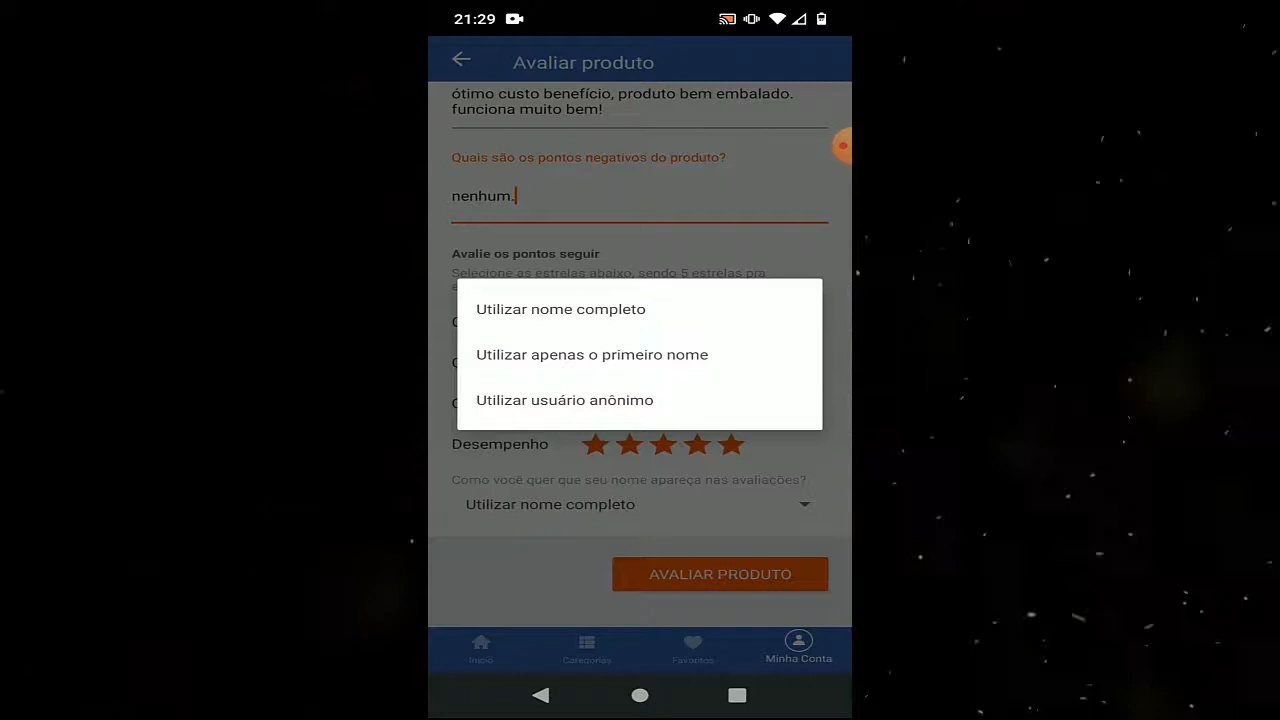 21:29
Avaliar produto
ótimo custo benefício, produto bem embalado.
funciona muito bem!
Quais são os pontos negativos do produto?
nenhum.
Avalie os pontos seguir
Selecione as estrelas abaixo, sendo 5 estrelas pra
Utilizar nome completo
Utilizar apenas o primeiro nome
Utilizar usuário anônimo
Desempenho
Como você quer que seu nome apareça nas avaliações?
Utilizar nome completo
AVALIAR PRODUTO
Início Categorias Favoritos Minha Conta